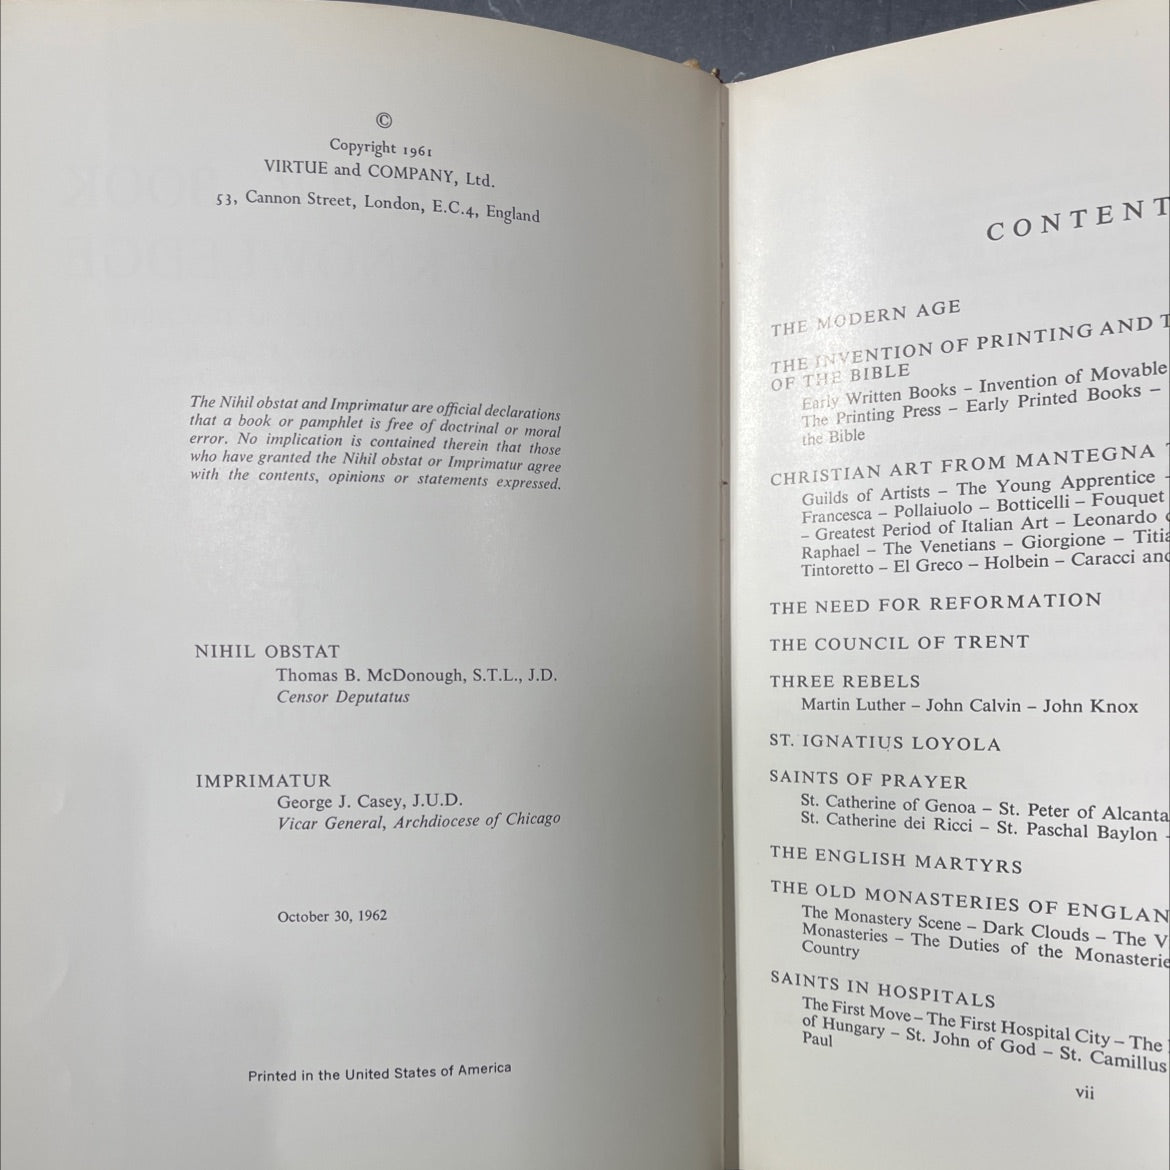 ©
Copyright 1961
VIRTUE and COMPANY, Ltd.
53, Cannon Street, London, E.C.4, England
The Nihil obstat and Imprimatur are official declarations
that a book or pamphlet is free of doctrinal or moral
error. No implication is contained therein that those
who have granted the Nihil obstat or Imprimatur agree
with the contents, opinions or statements expressed.
NIHIL OBSTAT
Thomas B. McDonough, S.T.L., J.D.
Censor Deputatus
IMPRIMATUR
George J. Casey, J.U.D.
Vicar General, Archdiocese of Chicago
October 30, 1962
Printed in the United States of America
CONTENT
THE MODERN AGE
THE INVENTION OF PRINTING AND
OF THE BIBLE
Early Written Books – Invention of Movable
The Printing Press – Early Printed Books –
the Bible
CHRISTIAN ART FROM MANTEGNA
Guilds of Artists – The Young Apprentice –
Francesca – Pollaiuolo – Botticelli – Fouquet
– Greatest Period of Italian Art – Leonardo
Raphael – The Venetians – Giorgione –
Tintoretto – El Greco – Holbein – Caracci and
THE NEED FOR REFORMATION
THE COUNCIL OF TRENT
THREE REBELS
Martin Luther – John Calvin – John Knox
ST. IGNATIUS LOYOLA
SAINTS OF PRAYER
St. Catherine of Genoa – St. Peter of Alcanta
St. Catherine dei Ricci – St. Paschal Baylon –
THE ENGLISH MARTYRS
THE OLD MONASTERIES OF ENGLAN
The Monastery Scene – Dark Clouds – The V
Monasteries – The Duties of the Monasterie
Country
SAINTS IN HOSPITALS
The First Move – The First Hospital City – The
of Hungary – St. John of God – St. Camillus
Paul
vii